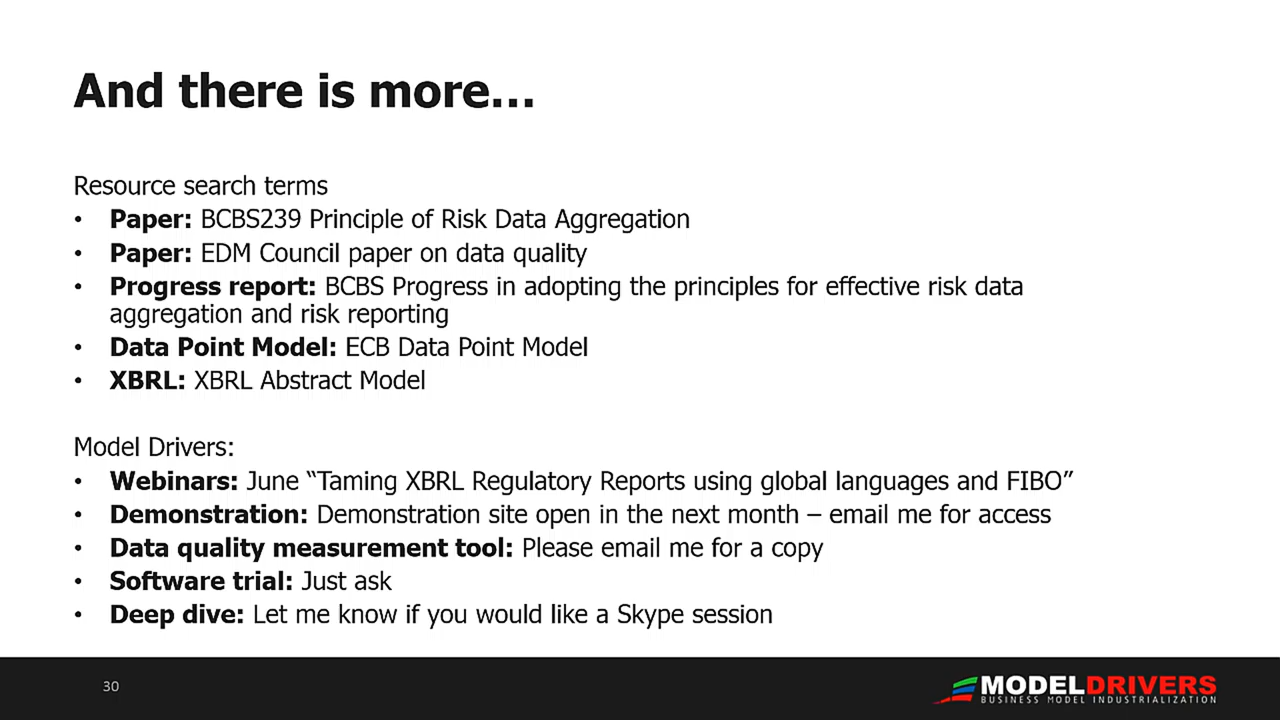 And there is more...
Resource search terms
• Paper: BCBS239 Principle of Risk Data Aggregation
• Paper: EDM Council paper on data quality
• Progress report: BCBS Progress in adopting the principles for effective risk data
aggregation and risk reporting
• Data Point Model: ECB Data Point Model
• XBRL: XBRL Abstract Model
Model Drivers:
• Webinars: June “Taming XBRL Regulatory Reports using global languages and FIBO”
• Demonstration: Demonstration site open in the next month – email me for access
• Data quality measurement tool: Please email me for a copy
• Software trial: Just ask
• Deep dive: Let me know if you would like a Skype session
30
MODELDRIVERS
BUSINESS MODEL INDUSTRIALIZATION